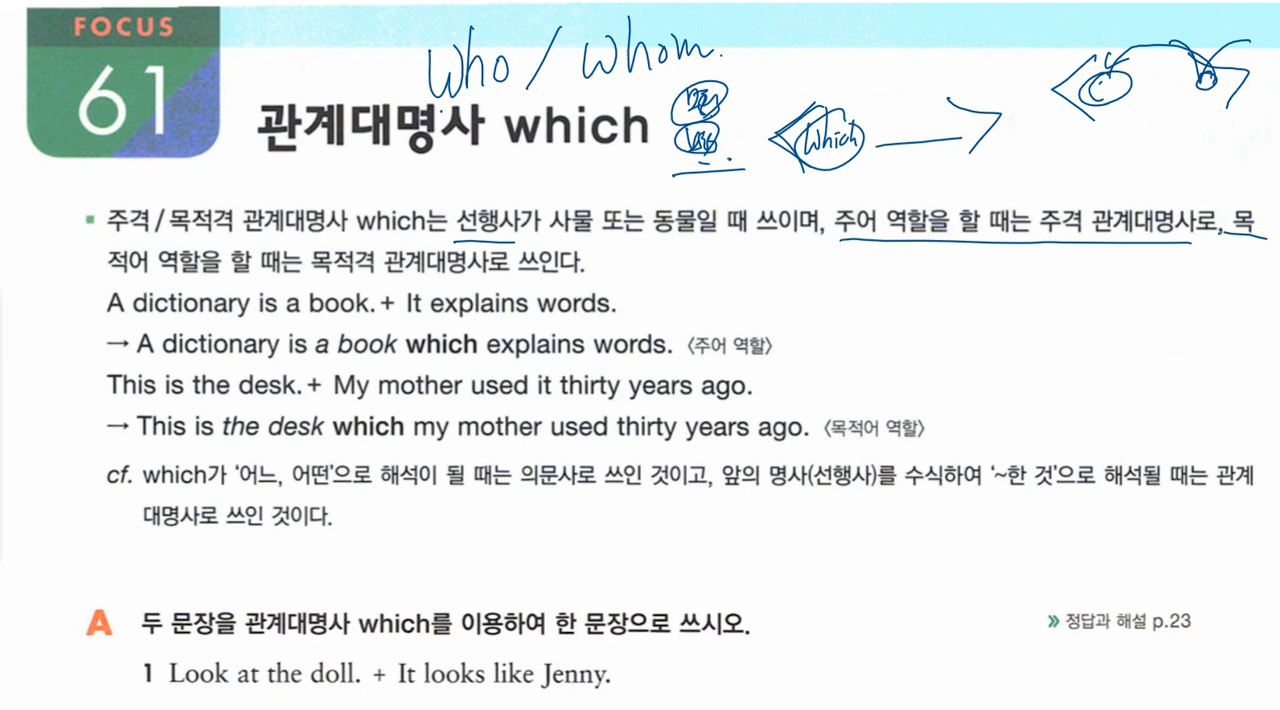 FOCUS
61
who / whom.
관계대명사 which
which
주격 / 목적격 관계대명사 which는 선행사가 사물 또는 동물일 때 쓰이며, 주어 역할을 할 때는 주격 관계대명사로, 목
적어 역할을 할 때는 목적격 관계대명사로 쓰인다.
A dictionary is a book. + It explains words.
→ A dictionary is a book which explains words. 〈주어 역할〉
This is the desk. + My mother used it thirty years ago.
→ This is the desk which my mother used thirty years ago. 〈목적어 역할〉
cf. which가 '어느, 어떤'으로 해석이 될 때는 의문사로 쓰인 것이고, 앞의 명사(선행사)를 수식하여 '~한 것'으로 해석될 때는 관계
대명사로 쓰인 것이다.
A 두 문장을 관계대명사 which를 이용하여 한 문장으로 쓰시오.
» 정답과 해설 p.23
1 Look at the doll. + It looks like Jenny.